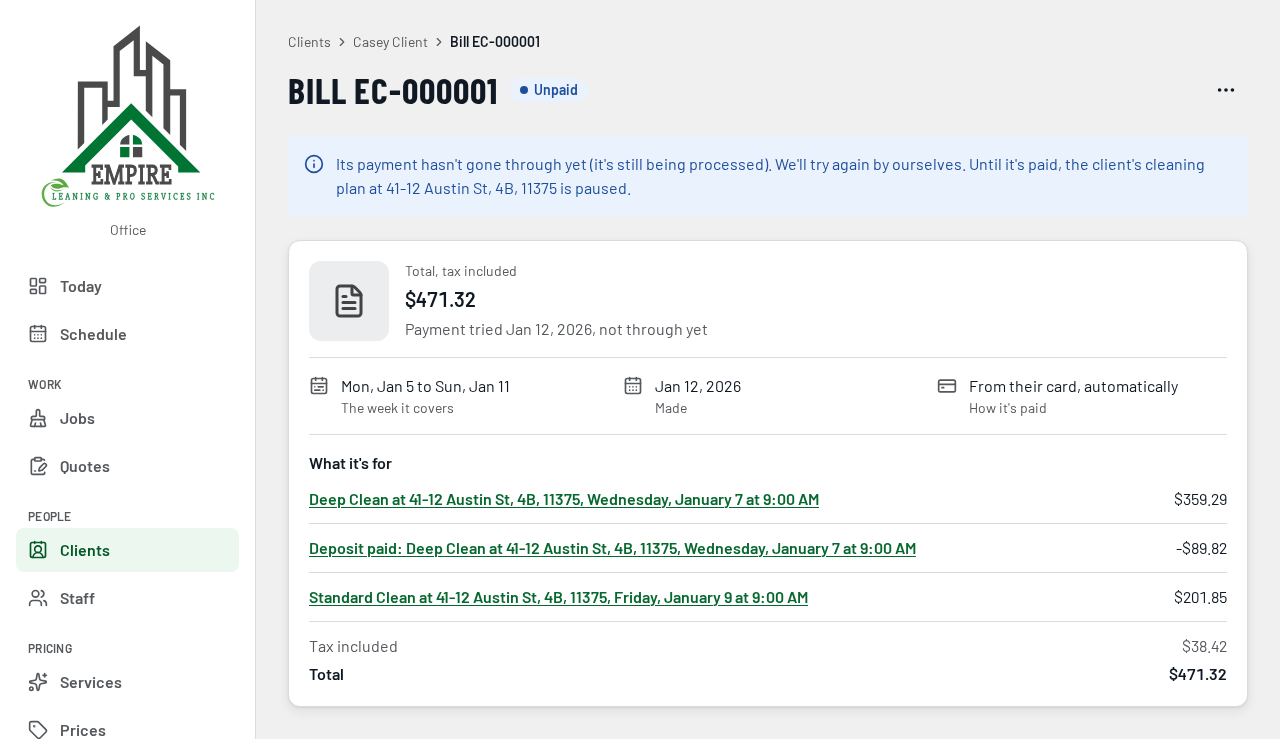 EMPIRE
LEANING & PRO SERVICES INC
Office
Today
Schedule
WORK
Jobs
Quotes
PEOPLE
Clients
Staff
PRICING
Services
Prices
Clients > Casey Client > Bill EC-000001
BILL EC-000001
Unpaid
Its payment hasn't gone through yet (it's still being processed). We'll try again by ourselves. Until it's paid, the client's cleaning
plan at 41-12 Austin St, 4B, 11375 is paused.
Total, tax included
$471.32
Payment tried Jan 12, 2026, not through yet
Mon, Jan 5 to Sun, Jan 11
The week it covers
Jan 12, 2026
Made
From their card, automatically
How it's paid
What it's for
Deep Clean at 41-12 Austin St, 4B, 11375, Wednesday, January 7 at 9:00 AM $359.29
Deposit paid: Deep Clean at 41-12 Austin St, 4B, 11375, Wednesday, January 7 at 9:00 AM -$89.82
Standard Clean at 41-12 Austin St, 4B, 11375, Friday, January 9 at 9:00 AM $201.85
Tax included $38.42
Total $471.32